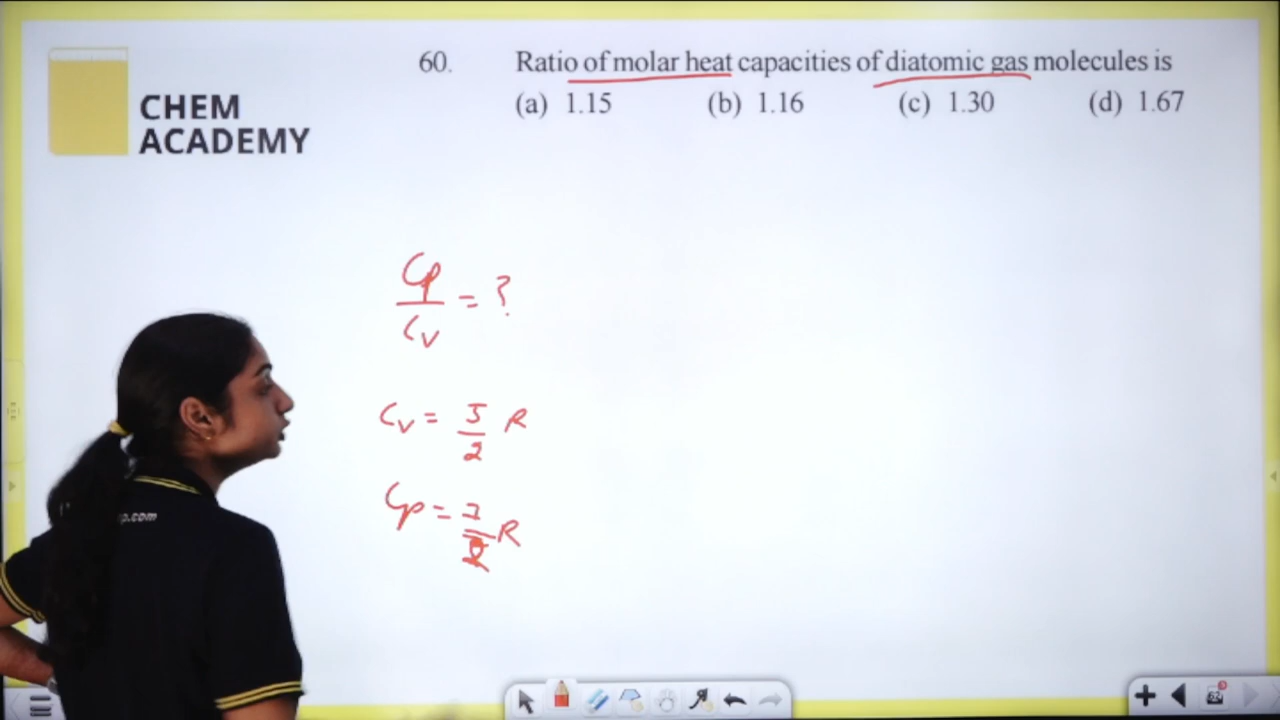 60. Ratio of molar heat capacities of diatomic gas molecules is
(a) 1.15 (b) 1.16 (c) 1.30 (d) 1.67
CHEM
ACADEMY
Cp/Cv = ?
Cv = 5/2 R
Cp = 7/2 R
p.com